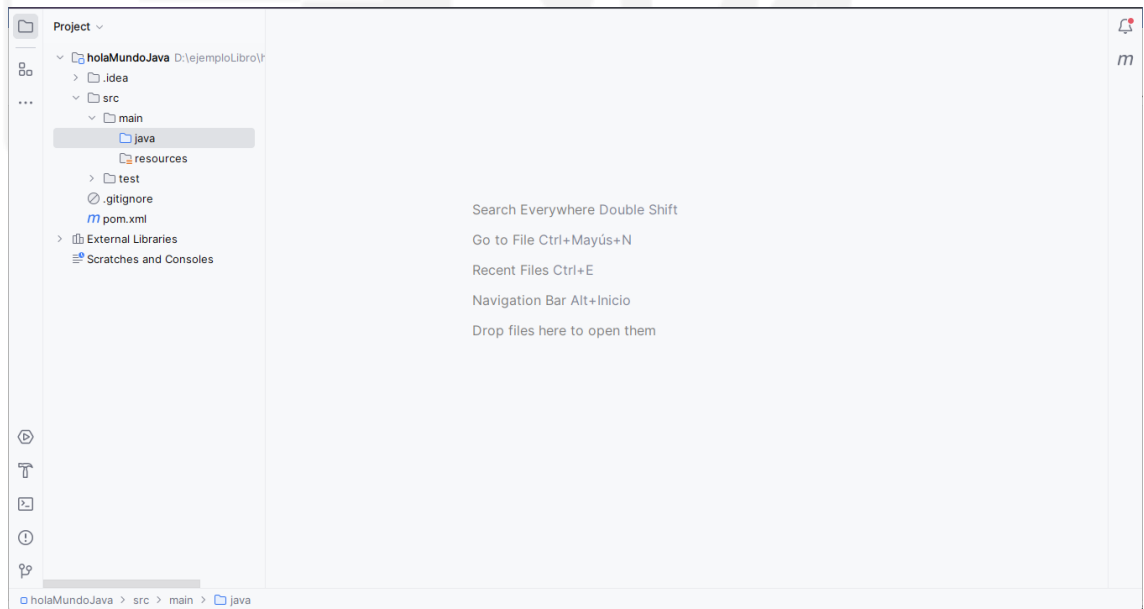 Project
holaMundoJava D:\ejemploLibro\h
.idea
src
main
java
resources
test
.gitignore
m pom.xml
External Libraries
Scratches and Consoles
Search Everywhere Double Shift
Go to File Ctrl+Mayús+N
Recent Files Ctrl+E
Navigation Bar Alt+Inicio
Drop files here to open them
m
holaMundoJava > src > main > java